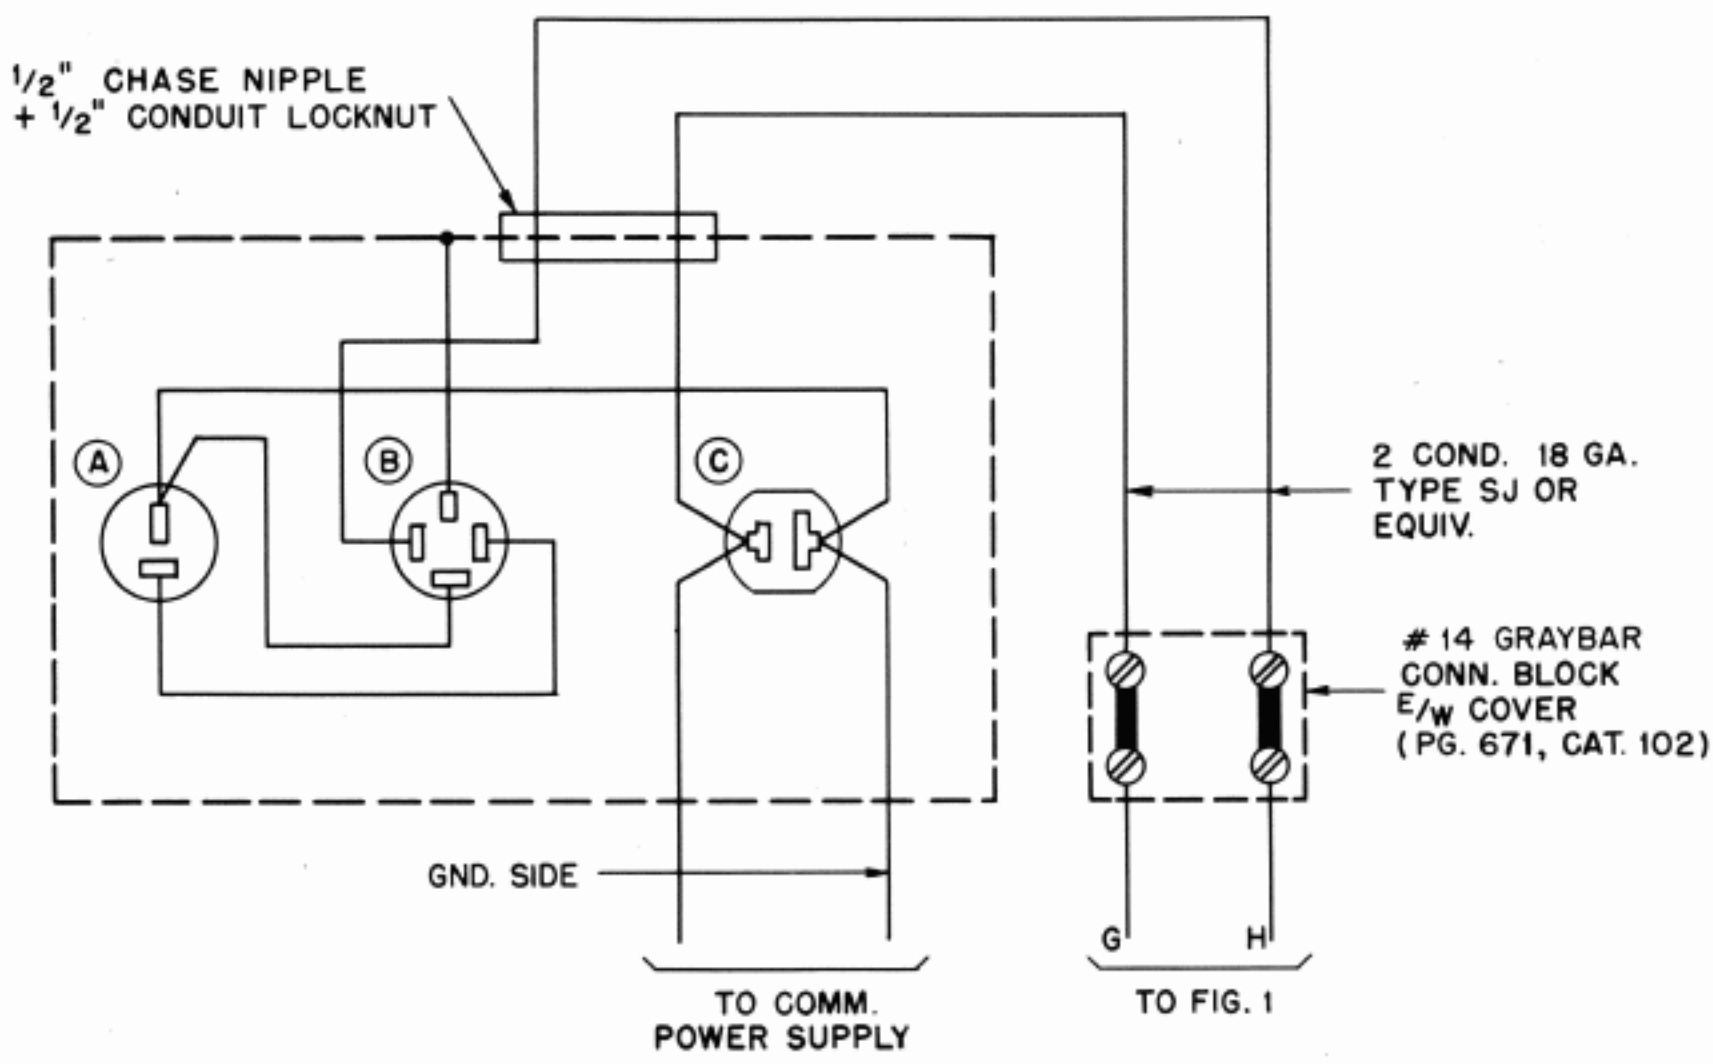 1/2" CHASE NIPPLE
+ 1/2" CONDUIT LOCKNUT
A
B
C
2 COND. 18 GA.
TYPE SJ OR
EQUIV.
# 14 GRAYBAR
CONN. BLOCK
E/W COVER
(PG. 671, CAT. 102)
GND. SIDE
G
H
TO COMM.
POWER SUPPLY
TO FIG. 1